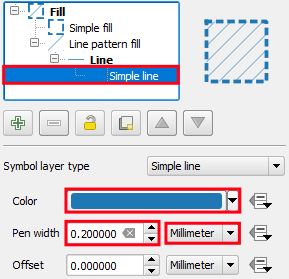 Fill
Simple fill
Line pattern fill
Line
Simple line
Symbol layer type Simple line
Color
Pen width 0.200000 Millimeter
Offset 0.000000 Millimeter